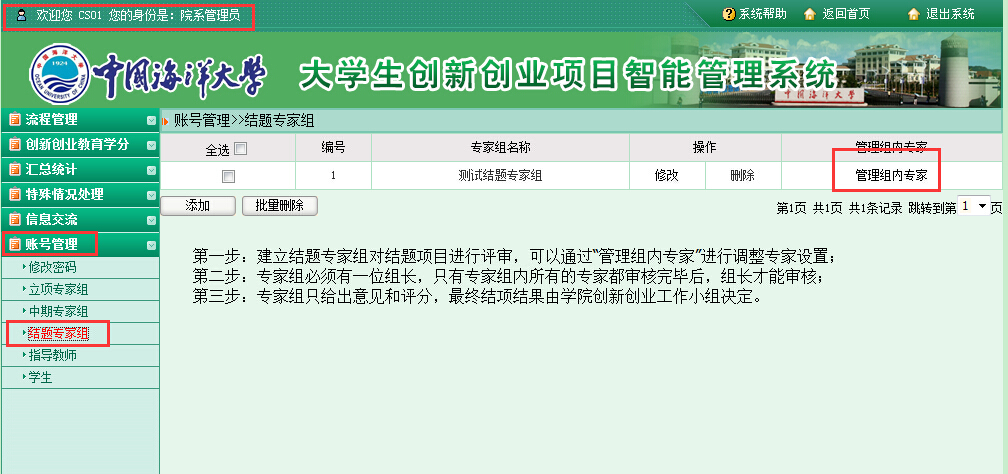 欢迎您 CS01 您的身份是：院系管理员
系统帮助 返回首页 退出系统
1924
OCEAN UNIVERSITY OF CHINA
中国海洋大学 大学生创新创业项目智能管理系统
中国海洋大学
流程管理
创新创业教育学分
汇总统计
特殊情况处理
信息交流
账号管理
修改密码
立项专家组
中期专家组
结题专家组
指导教师
学生
账号管理>>结题专家组
全选 编号 专家组名称 操作 管理组内专家
1 测试结题专家组 修改 删除 管理组内专家
添加 批量删除 第1页 共1页 共1条记录 跳转到第 1 页
第一步：建立结题专家组对结题项目进行评审，可以通过“管理组内专家”进行调整专家设置；
第二步：专家组必须有一位组长，只有专家组内所有的专家都审核完毕后，组长才能审核；
第三步：专家组只给出意见和评分，最终结项结果由学院创新创业工作小组决定。